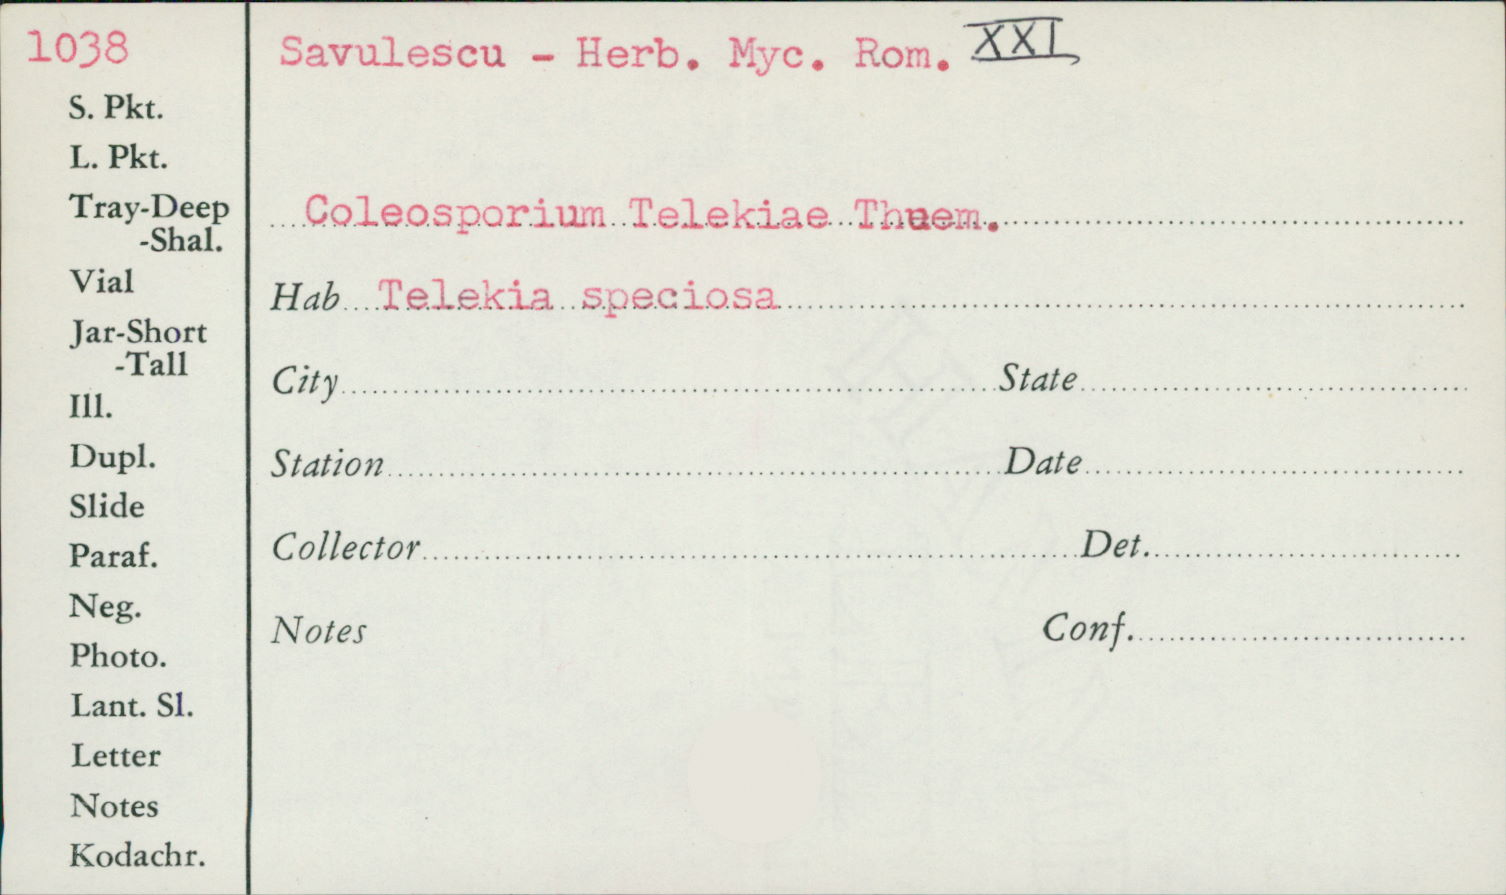 1038
Savulescu - Herb. Myc. Rom. XXI
S. Pkt.
L. Pkt.
Tray-Deep
-Shal.
Vial
Jar-Short
-Tall
Ill.
Dupl.
Slide
Paraf.
Neg.
Photo.
Lant. Sl.
Letter
Notes
Kodachr.
Coleosporium Telekiae Thuem.
Hab Telekia speciosa
City State
Station Date
Collector Det.
Notes Conf.